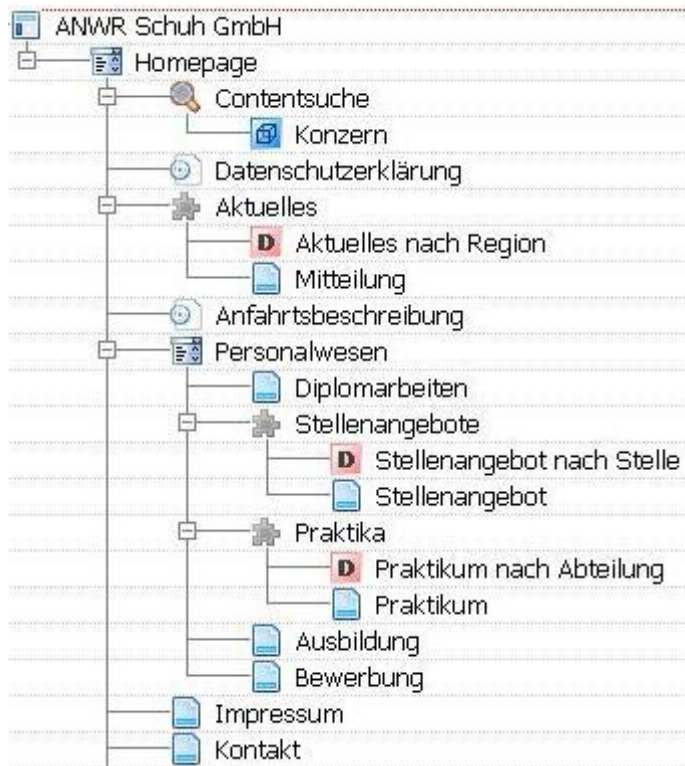 ANWR Schuh GmbH
Homepage
Contentsuche
Konzern
Datenschutzerklärung
Aktuelles
D Aktuelles nach Region
Mitteilung
Anfahrtsbeschreibung
Personalwesen
Diplomarbeiten
Stellenangebote
D Stellenangebot nach Stelle
Stellenangebot
Praktika
D Praktikum nach Abteilung
Praktikum
Ausbildung
Bewerbung
Impressum
Kontakt